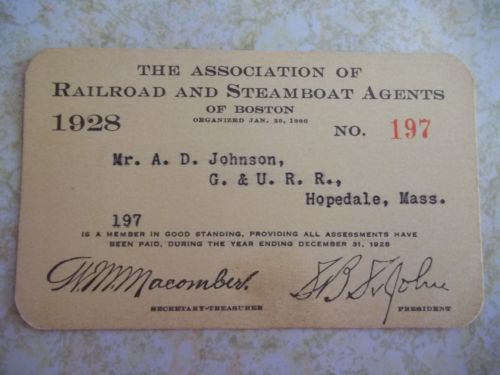 THE ASSOCIATION OF
RAILROAD AND STEAMBOAT AGENTS
OF BOSTON
ORGANIZED JAN. 30, 1880
1928 NO. 197
Mr. A. D. Johnson,
G. & U. R. R.,
Hopedale, Mass.
197
IS A MEMBER IN GOOD STANDING, PROVIDING ALL ASSESSMENTS HAVE
BEEN PAID, DURING THE YEAR ENDING DECEMBER 31, 1928
W. M. Macomber. F. B. St. John
SECRETARY-TREASURER PRESIDENT